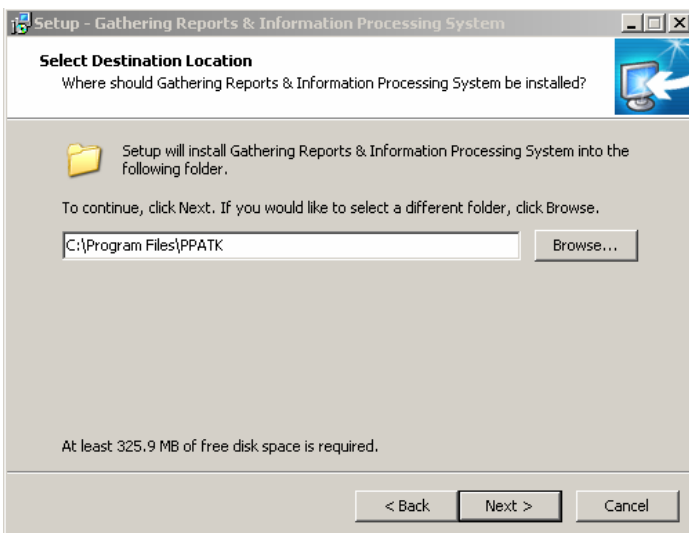 Setup - Gathering Reports & Information Processing System
Select Destination Location
Where should Gathering Reports & Information Processing System be installed?
Setup will install Gathering Reports & Information Processing System into the
following folder.
To continue, click Next. If you would like to select a different folder, click Browse.
C:\Program Files\PPATK
Browse...
At least 325.9 MB of free disk space is required.
< Back
Next >
Cancel